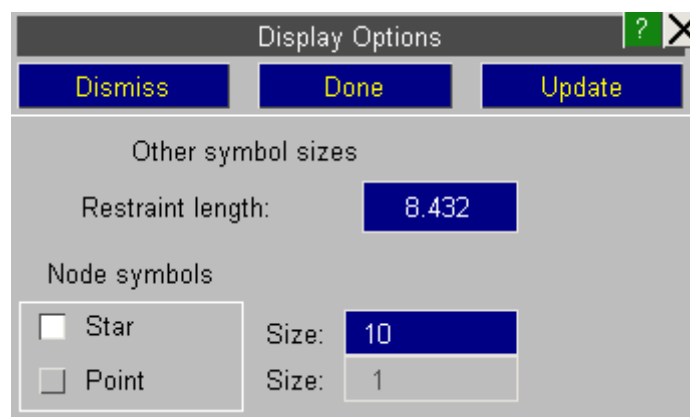 Display Options ?
Dismiss Done Update
Other symbol sizes
Restraint length: 8.432
Node symbols
Star Size: 10
Point Size: 1